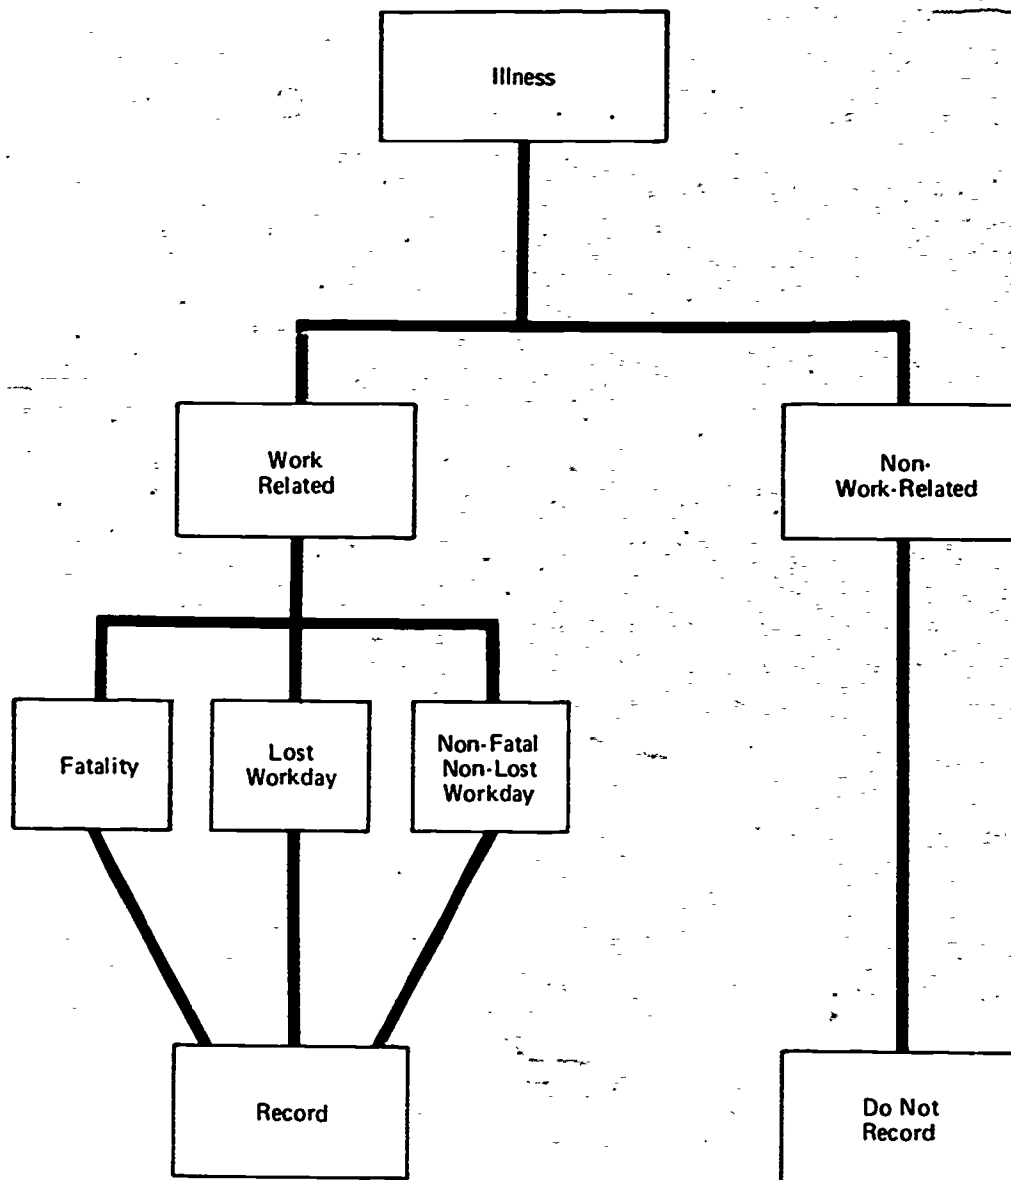 Illness
Work
Related
Non-
Work-Related
Fatality
Lost
Workday
Non-Fatal
Non-Lost
Workday
Record
Do Not
Record